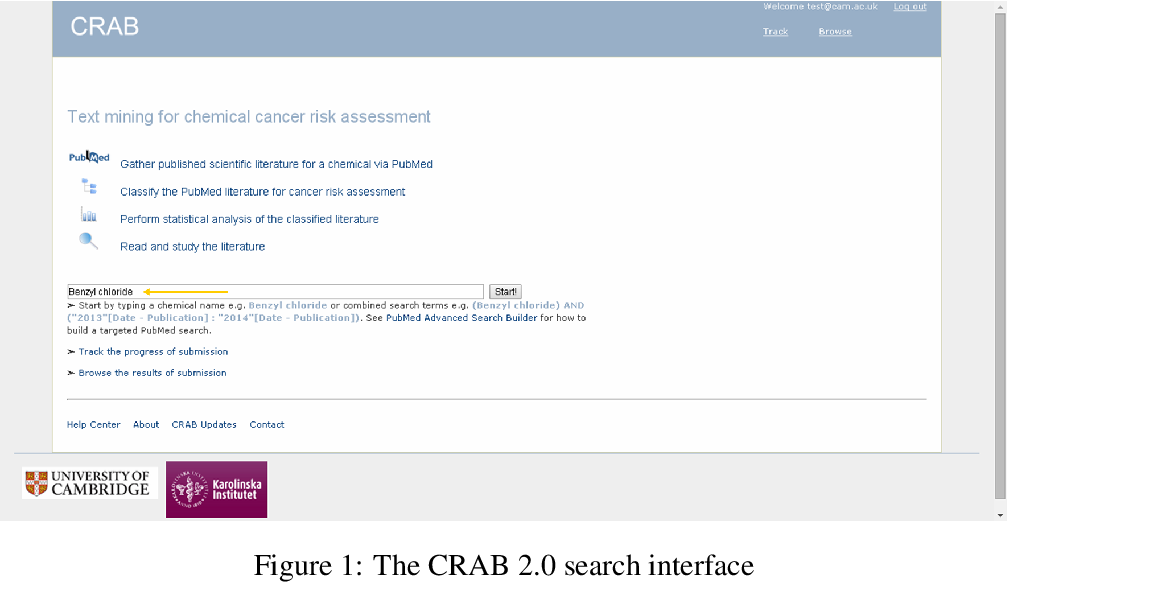 Welcome test@cam.ac.uk Log out
CRAB
Track Browse
Text mining for chemical cancer risk assessment
PubMed Gather published scientific literature for a chemical via PubMed
Classify the PubMed literature for cancer risk assessment
Perform statistical analysis of the classified literature
Read and study the literature
Benzyl chloride Start!
➣ Start by typing a chemical name e.g. Benzyl chloride or combined search terms e.g. (Benzyl chloride) AND
("2013"[Date - Publication] : "2014"[Date - Publication]). See PubMed Advanced Search Builder for how to
build a targeted PubMed search.
➣ Track the progress of submission
➣ Browse the results of submission
Help Center About CRAB Updates Contact
UNIVERSITY OF
CAMBRIDGE
Karolinska
Institutet
Figure 1: The CRAB 2.0 search interface